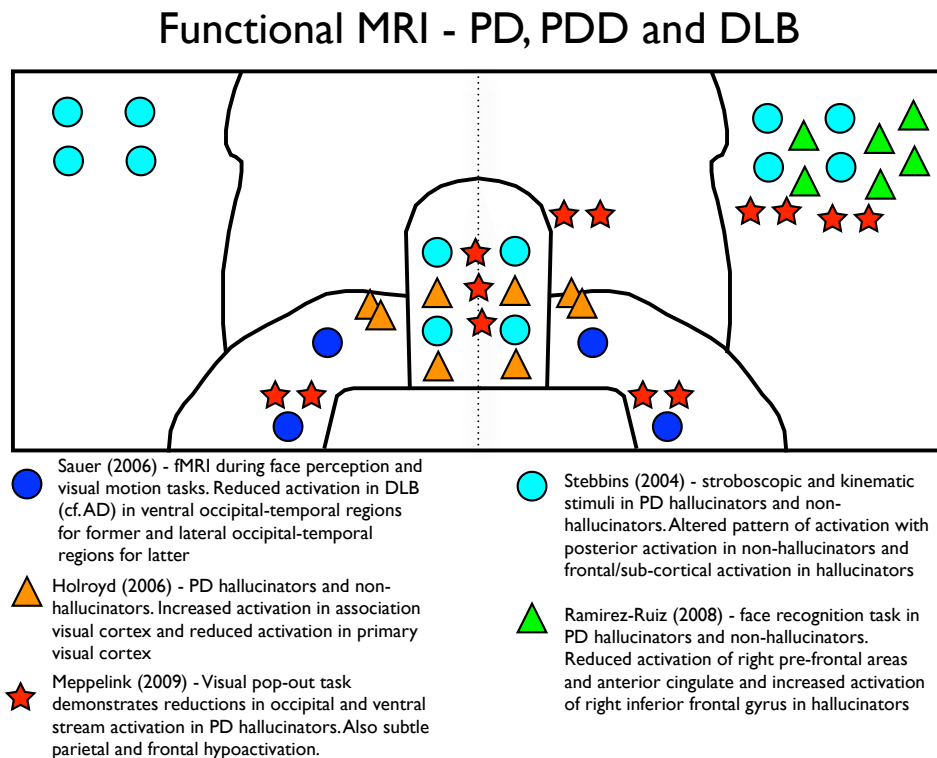 Functional MRI - PD, PDD and DLB
Sauer (2006) - fMRI during face perception and
visual motion tasks. Reduced activation in DLB
(cf. AD) in ventral occipital-temporal regions
for former and lateral occipital-temporal
regions for latter
Holroyd (2006) - PD hallucinators and non-
hallucinators. Increased activation in association
visual cortex and reduced activation in primary
visual cortex
Meppelink (2009) - Visual pop-out task
demonstrates reductions in occipital and ventral
stream activation in PD hallucinators. Also subtle
parietal and frontal hypoactivation.
Stebbins (2004) - stroboscopic and kinematic
stimuli in PD hallucinators and non-
hallucinators. Altered pattern of activation with
posterior activation in non-hallucinators and
frontal/sub-cortical activation in hallucinators
Ramirez-Ruiz (2008) - face recognition task in
PD hallucinators and non-hallucinators.
Reduced activation of right pre-frontal areas
and anterior cingulate and increased activation
of right inferior frontal gyrus in hallucinators